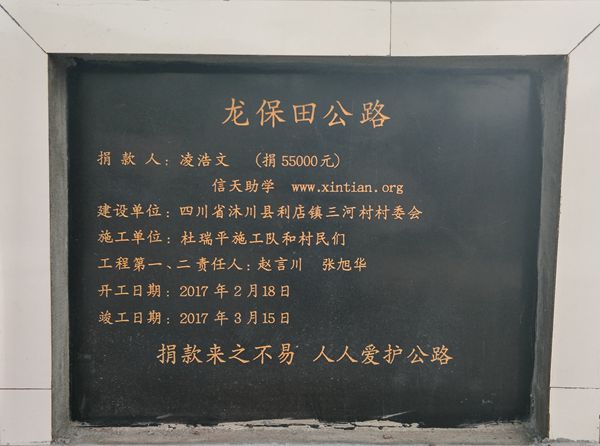 龙保田公路
捐款人：凌浩文 （捐55000元）
信天助学 www.xintian.org
建设单位：四川省沐川县利店镇三河村村委会
施工单位：杜瑞平施工队和村民们
工程第一、二责任人：赵言川 张旭华
开工日期：2017年2月18日
竣工日期：2017年3月15日
捐款来之不易 人人爱护公路